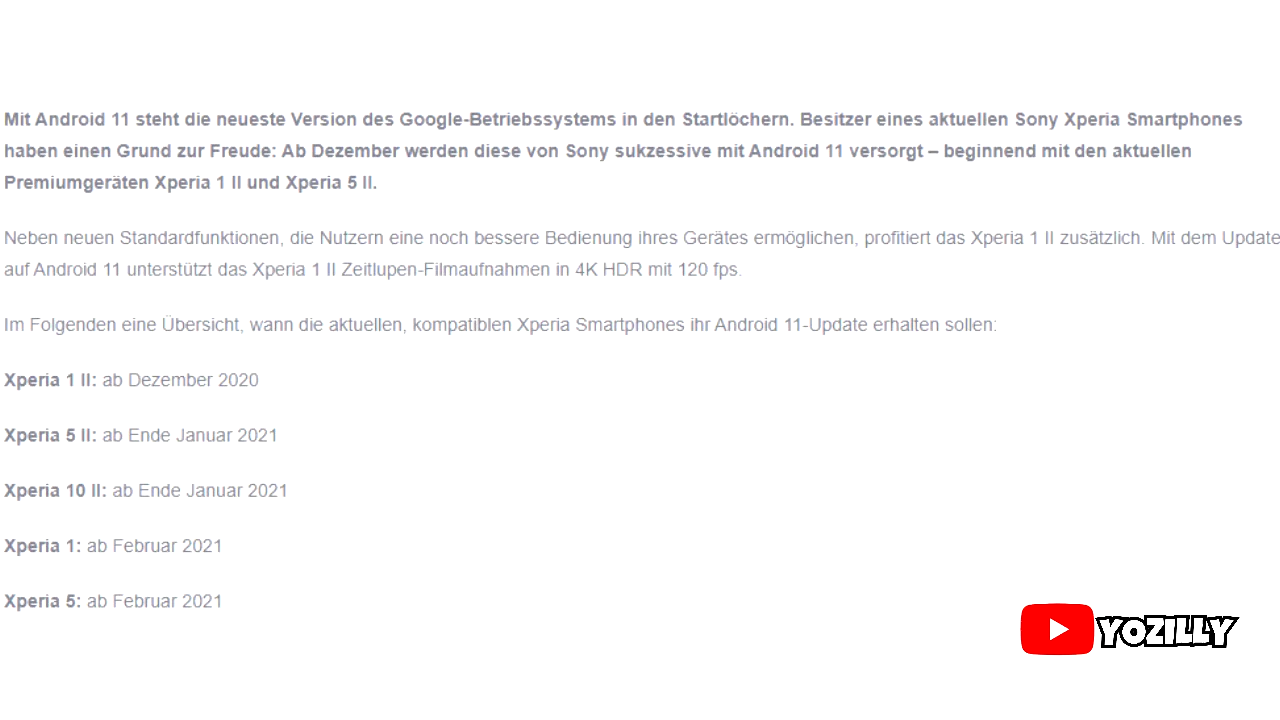 Mit Android 11 steht die neueste Version des Google-Betriebssystems in den Startlöchern. Besitzer eines aktuellen Sony Xperia Smartphones
haben einen Grund zur Freude: Ab Dezember werden diese von Sony sukzessive mit Android 11 versorgt – beginnend mit den aktuellen
Premiumgeräten Xperia 1 II und Xperia 5 II.
Neben neuen Standardfunktionen, die Nutzern eine noch bessere Bedienung ihres Gerätes ermöglichen, profitiert das Xperia 1 II zusätzlich. Mit dem Update
auf Android 11 unterstützt das Xperia 1 II Zeitlupen-Filmaufnahmen in 4K HDR mit 120 fps.
Im Folgenden eine Übersicht, wann die aktuellen, kompatiblen Xperia Smartphones ihr Android 11-Update erhalten sollen:
Xperia 1 II: ab Dezember 2020
Xperia 5 II: ab Ende Januar 2021
Xperia 10 II: ab Ende Januar 2021
Xperia 1: ab Februar 2021
Xperia 5: ab Februar 2021
YOZILLY